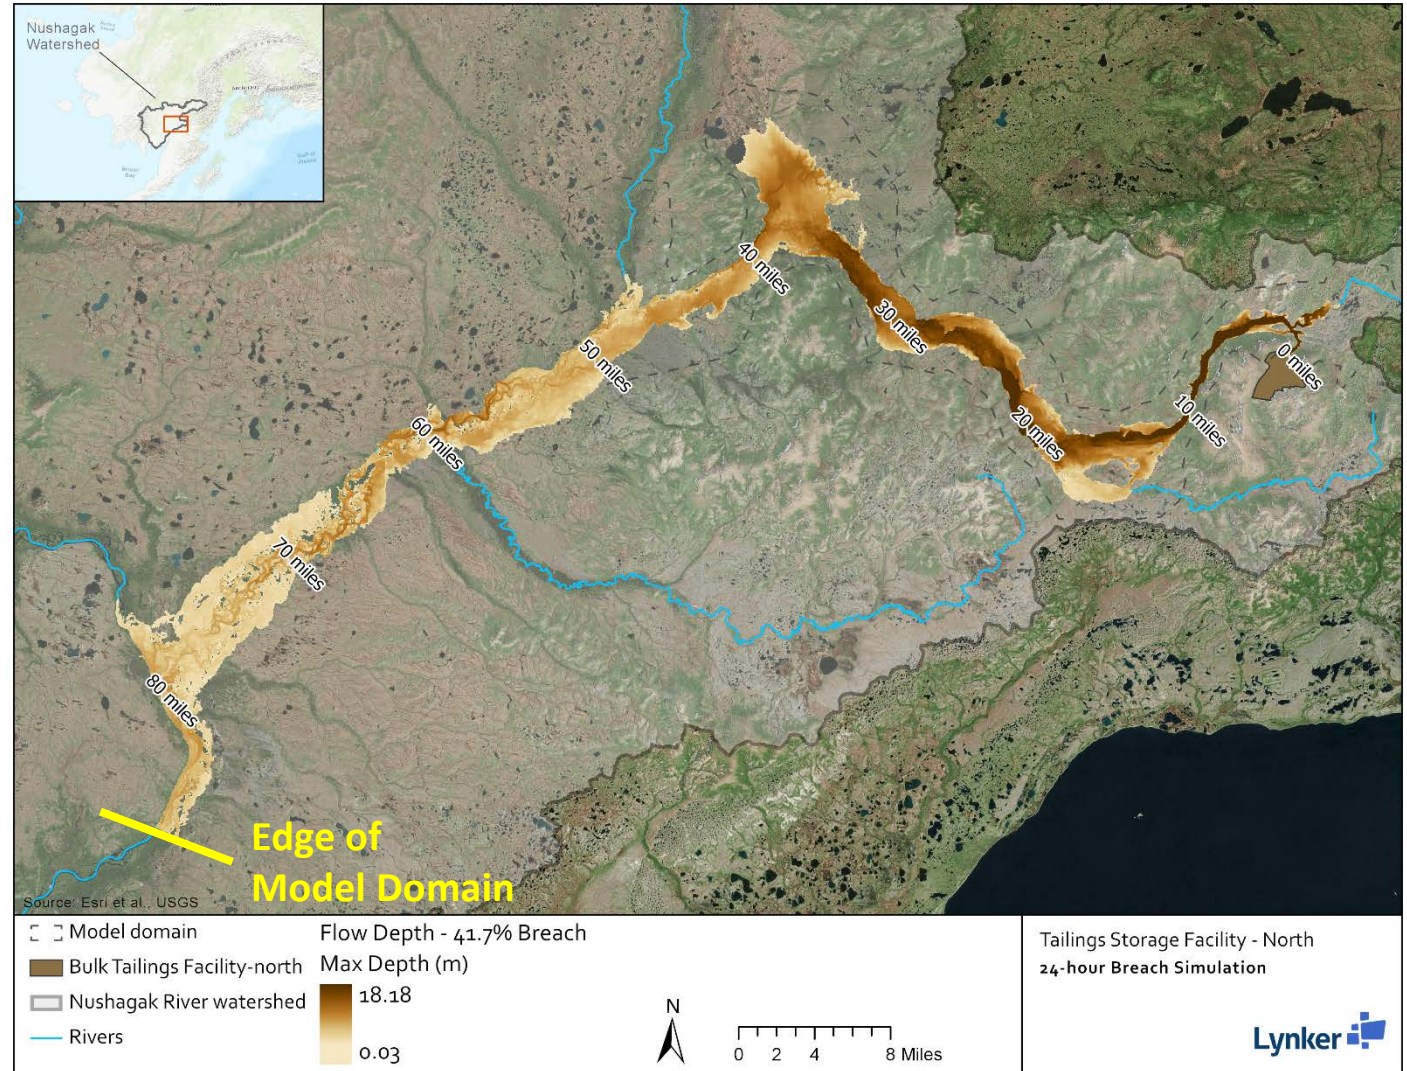 Nushagak
Watershed
0 miles
10 miles
20 miles
30 miles
40 miles
50 miles
60 miles
70 miles
80 miles
Edge of
Model Domain
Source: Esri et al., USGS
Model domain
Bulk Tailings Facility-north
Nushagak River watershed
Rivers
Flow Depth - 41.7% Breach
Max Depth (m)
18.18
0.03
N
0 2 4 8 Miles
Tailings Storage Facility - North
24-hour Breach Simulation
Lynker